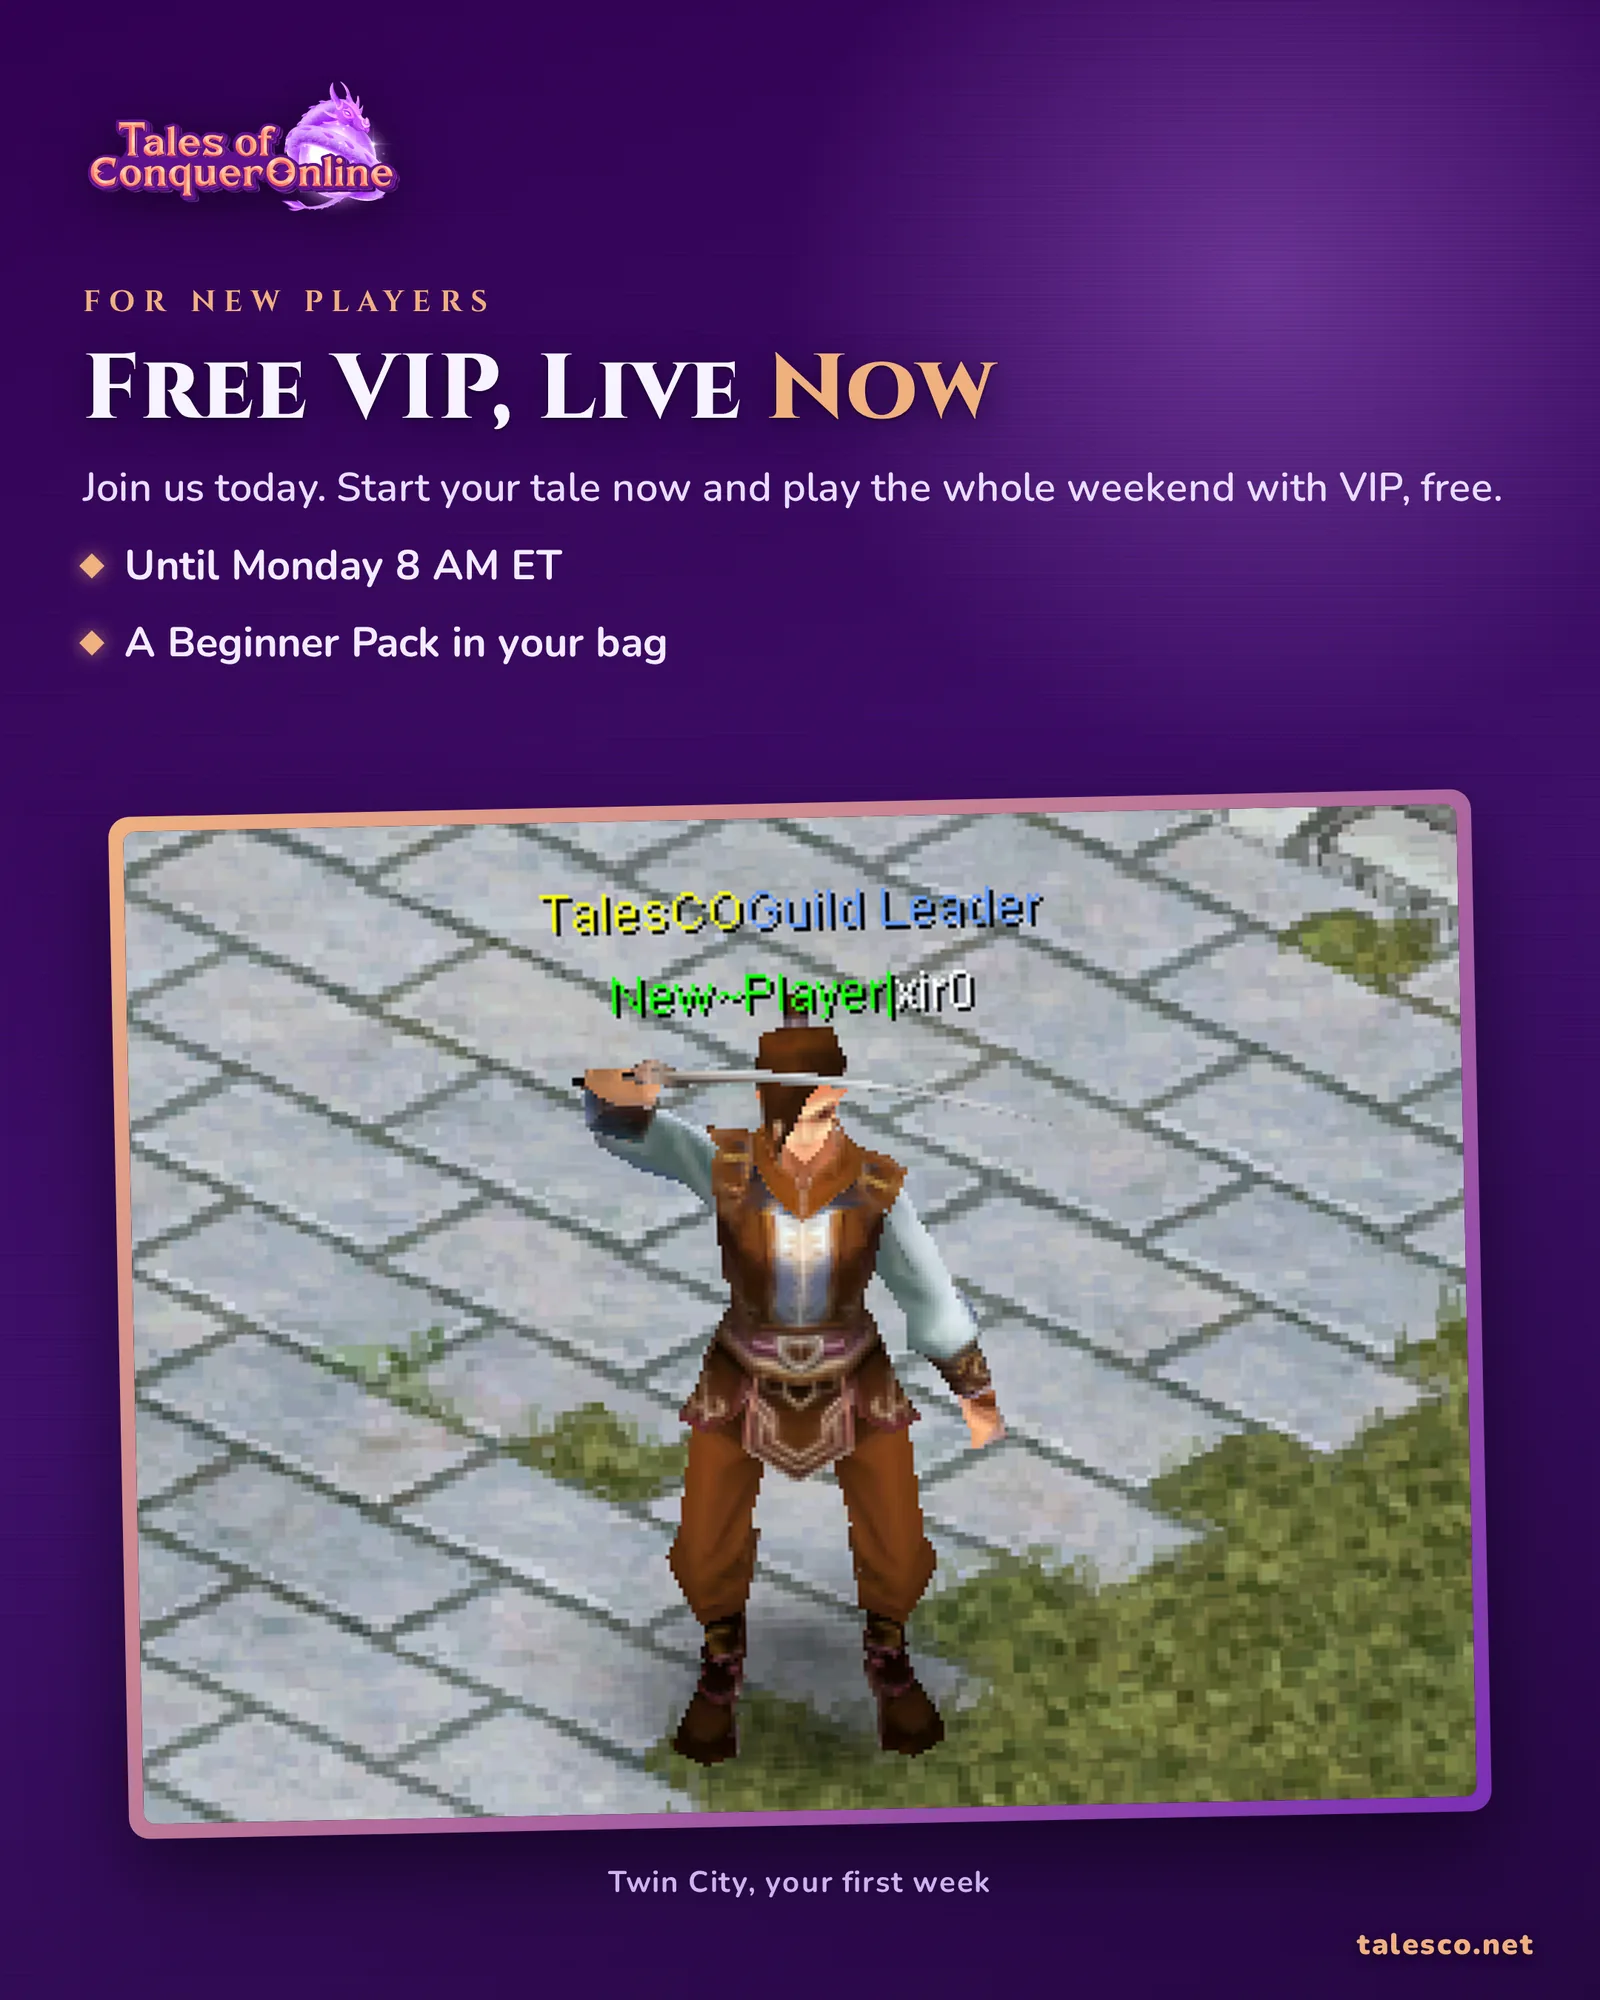 Tales of
ConquerOnline
FOR NEW PLAYERS
FREE VIP, LIVE NOW
Join us today. Start your tale now and play the whole weekend with VIP, free.
Until Monday 8 AM ET
A Beginner Pack in your bag
TalesCOGuild Leader
New~Player|xir0
Twin City, your first week
talesco.net